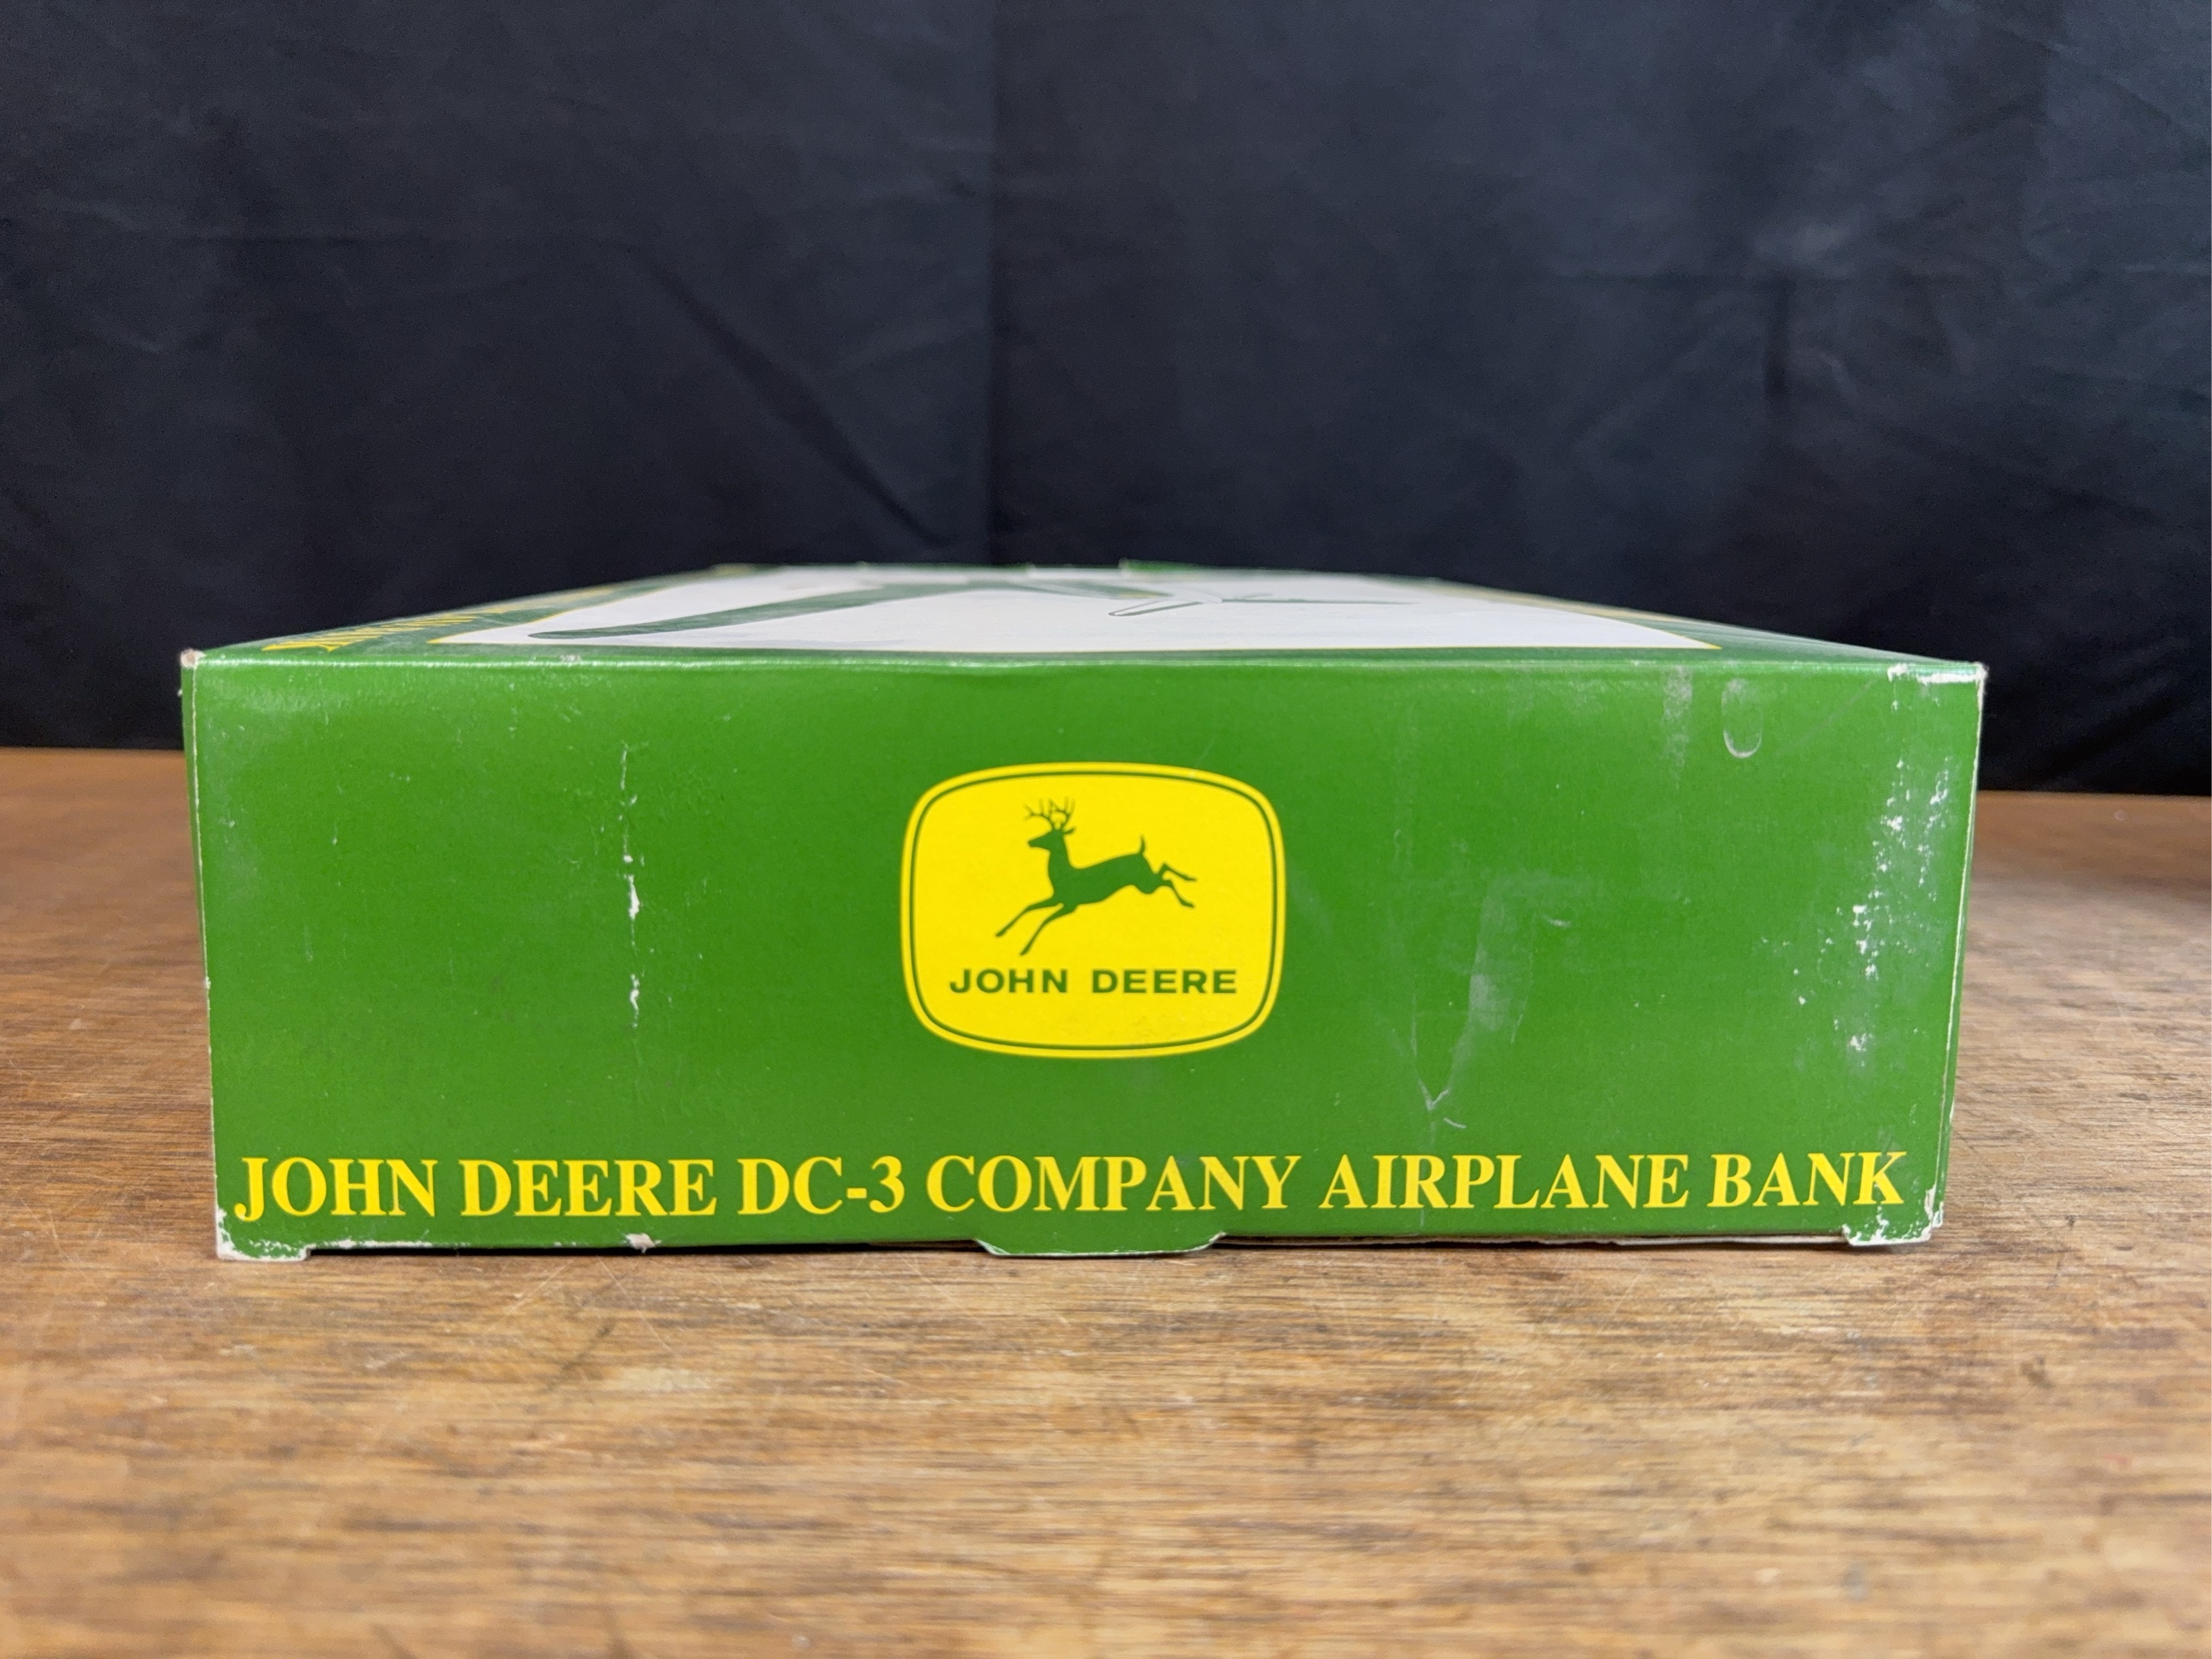 JOHN DEERE
JOHN DEERE DC-3 COMPANY AIRPLANE BANK